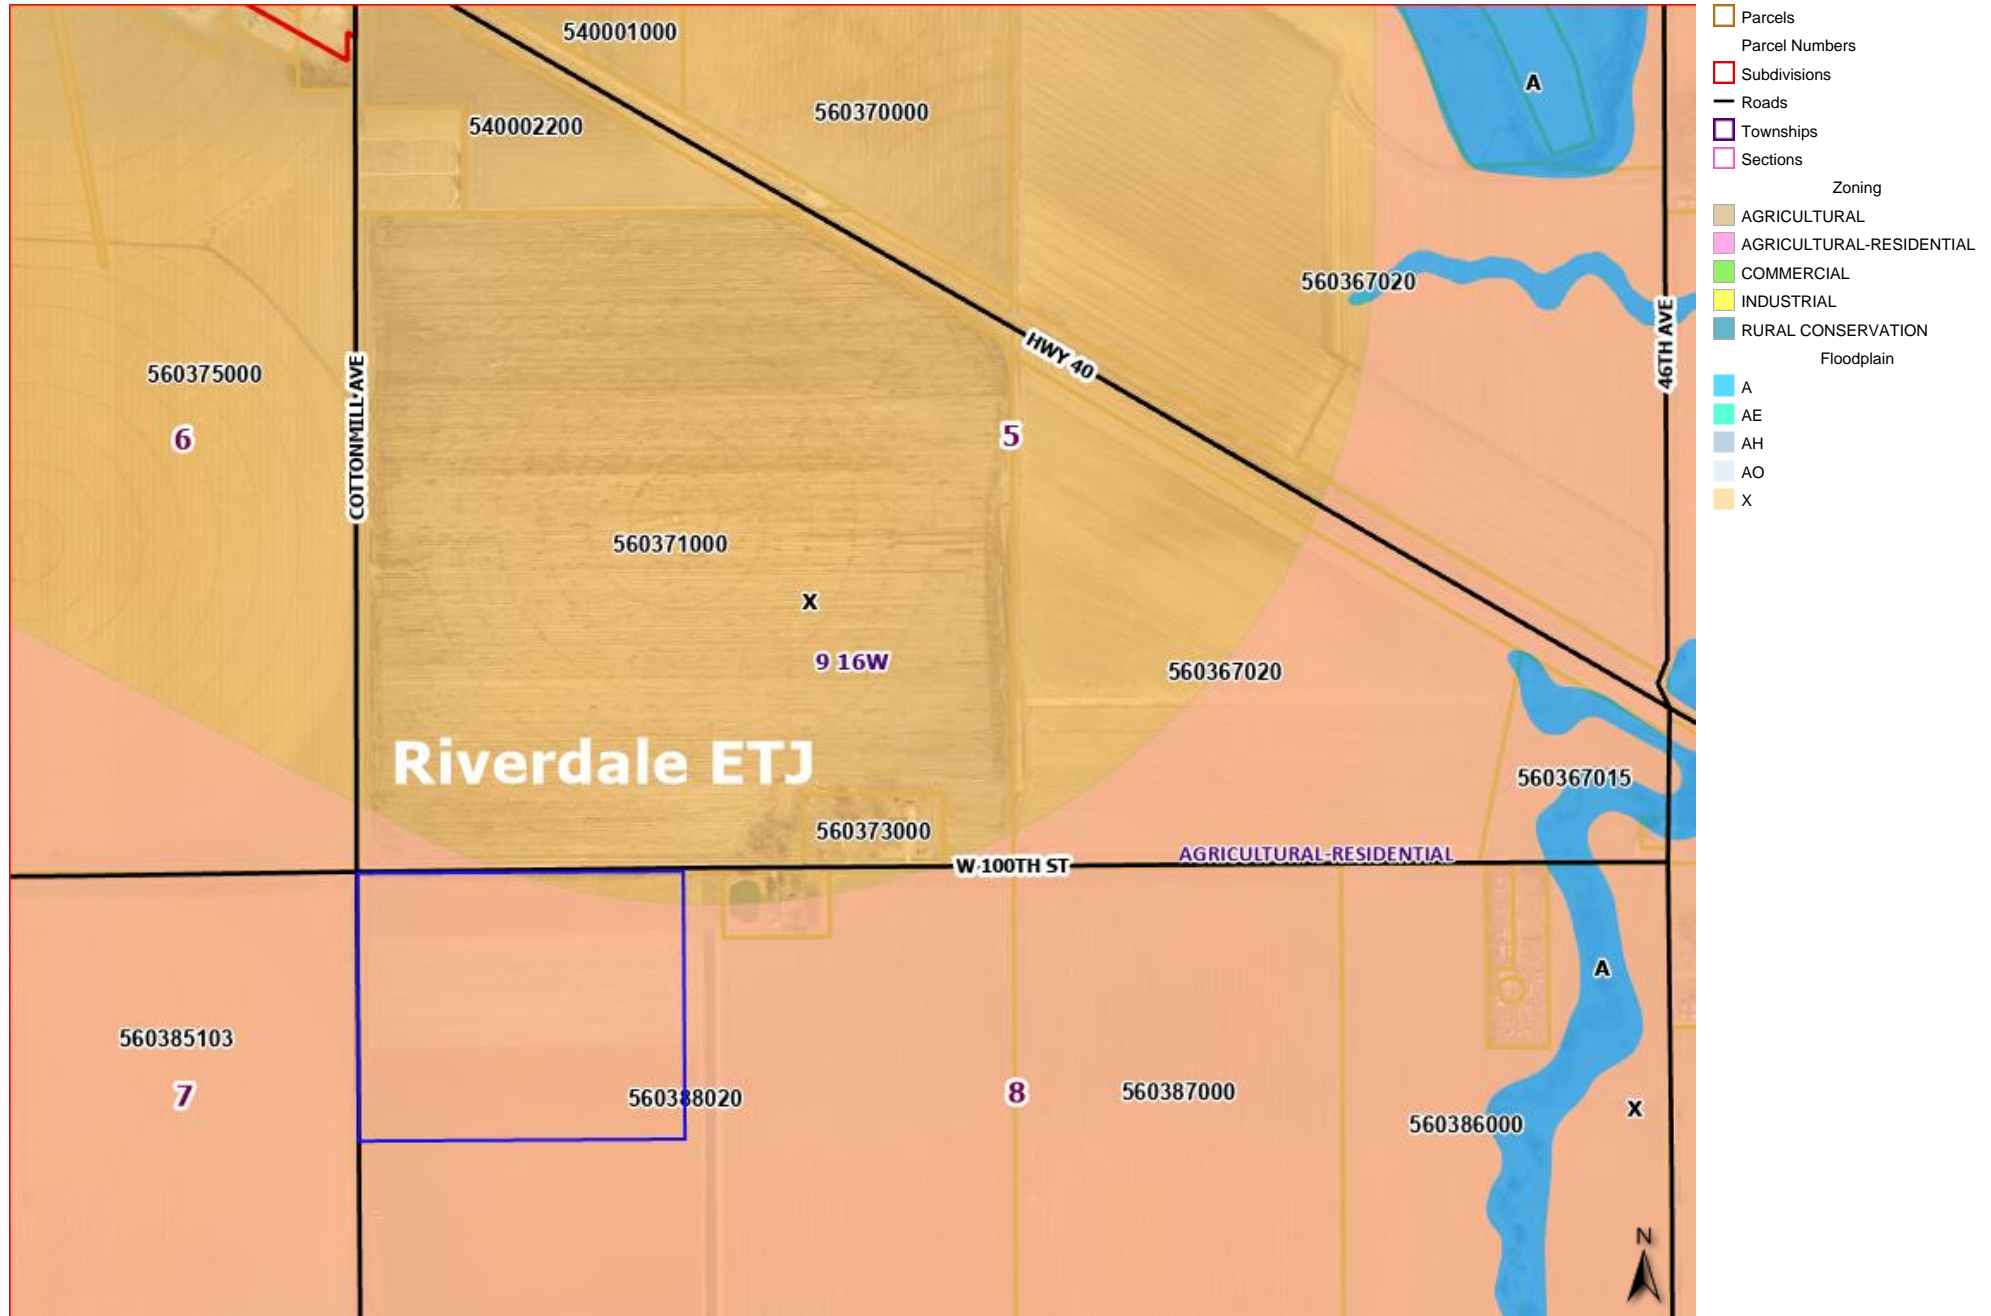 540001000
560370000
540002200
A
560367020
560375000
6
COTTONMILL AVE
5
HWY 40
46TH AVE
560371000
X
9 16W
560367020
Riverdale ETJ
560367015
560373000
W 100TH ST
AGRICULTURAL-RESIDENTIAL
A
560385103
7
560388020
8
560387000
560386000
X
N
Parcels
Parcel Numbers
Subdivisions
Roads
Townships
Sections
Zoning
AGRICULTURAL
AGRICULTURAL-RESIDENTIAL
COMMERCIAL
INDUSTRIAL
RURAL CONSERVATION
Floodplain
A
AE
AH
AO
X